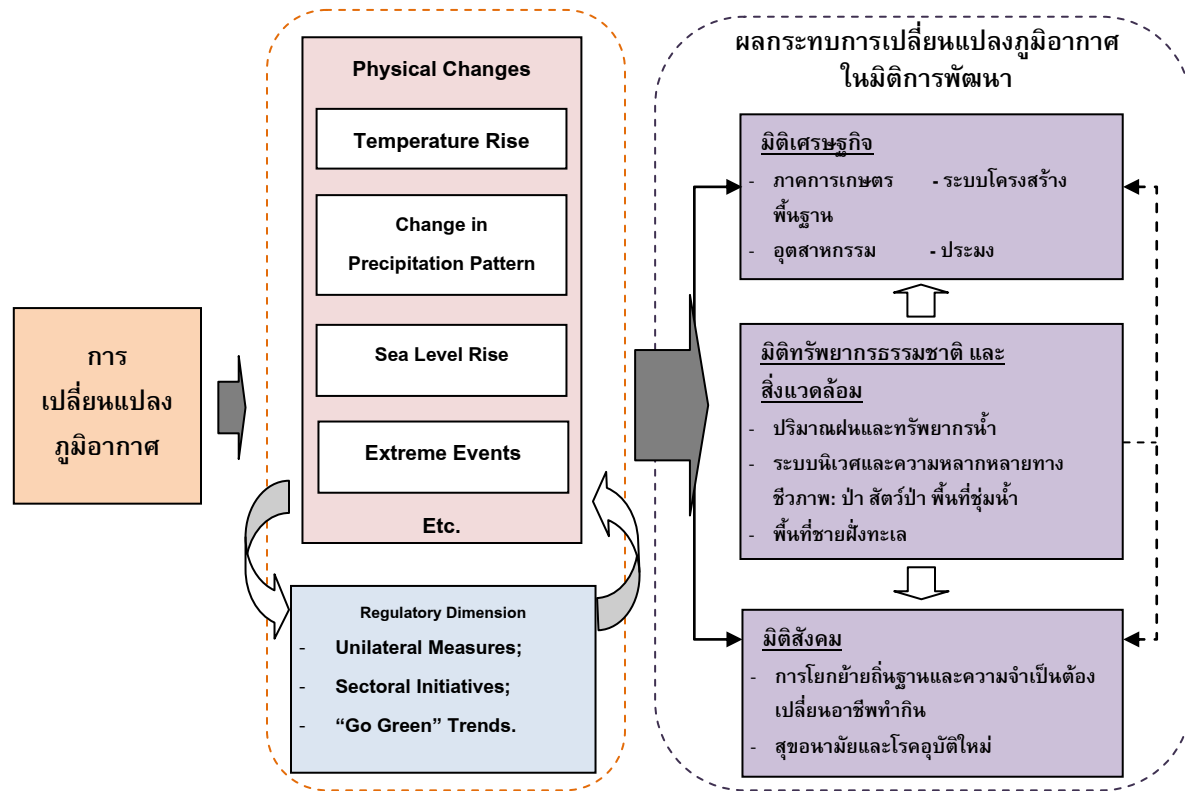 การ
เปลี่ยนแปลง
ภูมิอากาศ
Physical Changes
Temperature Rise
Change in
Precipitation Pattern
Sea Level Rise
Extreme Events
Etc.
Regulatory Dimension
- Unilateral Measures;
- Sectoral Initiatives;
- “Go Green” Trends.
ผลกระทบการเปลี่ยนแปลงภูมิอากาศ
ในมิติการพัฒนา
มิติเศรษฐกิจ
- ภาคการเกษตร - ระบบโครงสร้าง
พื้นฐาน
- อุตสาหกรรม - ประมง
มิติทรัพยากรธรรมชาติ และ
สิ่งแวดล้อม
- ปริมาณฝนและทรัพยากรน้ำ
- ระบบนิเวศและความหลากหลายทาง
ชีวภาพ: ป่า สัตว์ป่า พื้นที่ชุ่มน้ำ
- พื้นที่ชายฝั่งทะเล
มิติสังคม
- การโยกย้ายถิ่นฐานและความจำเป็นต้อง
เปลี่ยนอาชีพทำกิน
- สุขอนามัยและโรคอุบัติใหม่